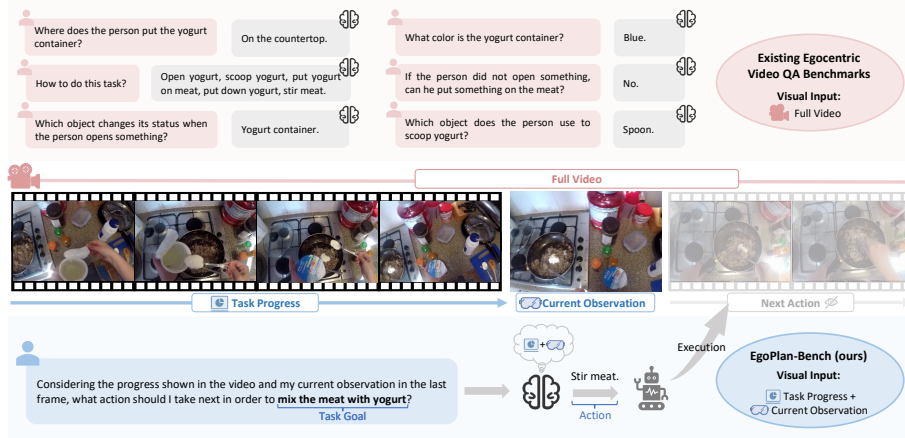 Where does the person put the yogurt
container?
On the countertop.
What color is the yogurt container?
Blue.
How to do this task?
Open yogurt, scoop yogurt, put yogurt
on meat, put down yogurt, stir meat.
If the person did not open something,
can he put something on the meat?
No.
Which object changes its status when
the person opens something?
Yogurt container.
Which object does the person use to
scoop yogurt?
Spoon.
Existing Egocentric
Video QA Benchmarks
Visual Input:
Full Video
Full Video
Task Progress
Current Observation
Next Action
Considering the progress shown in the video and my current observation in the last
frame, what action should I take next in order to mix the meat with yogurt?
Task Goal
+
Stir meat.
Action
Execution
EgoPlan-Bench (ours)
Visual Input:
Task Progress +
Current Observation